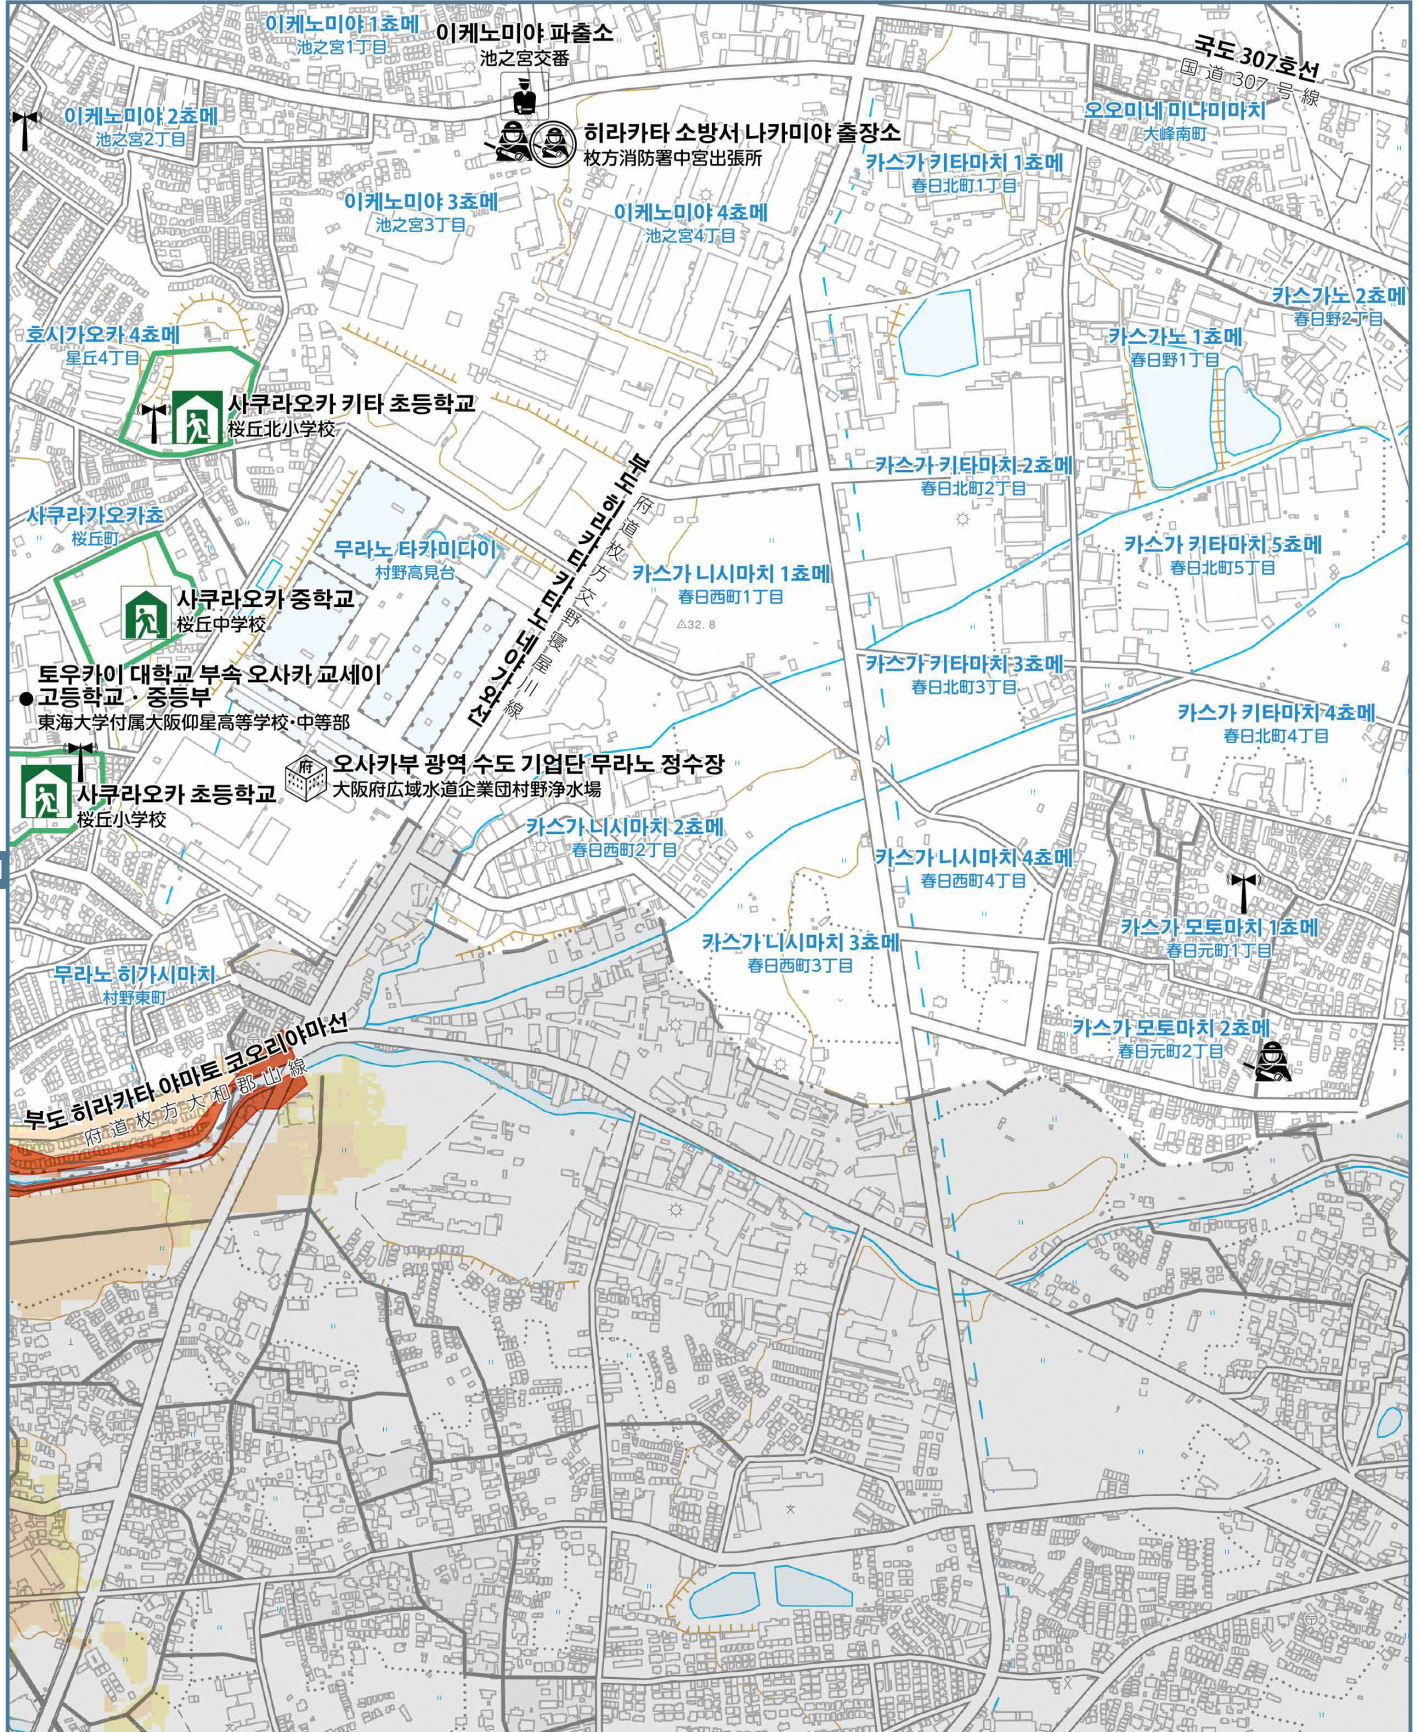 이케노미야 1쵸메
池之宮1丁目
이케노미야 파출소
池之宮交番
국도 307호선
国道307号線
이케노미야 2쵸메
池之宮2丁目
오오미네 미나미마치
大峰南町
히라카타 소방서 나카미야 출장소
枚方消防署中宮出張所
카스가 키타마치 1쵸메
春日北町1丁目
이케노미야 3쵸메
池之宮3丁目
이케노미야 4쵸메
池之宮4丁目
카스가노 2쵸메
春日野2丁目
호시가오카 4쵸메
星丘4丁目
카스가노 1쵸메
春日野1丁目
사쿠라오카 키타 초등학교
桜丘北小学校
부도 히라카타 카타노 네야가와선
府道枚方交野寝屋川線
카스가 키타마치 2쵸메
春日北町2丁目
사쿠라가오카쵸
桜丘町
무라노 타카미다이
村野高見台
카스가 키타마치 5쵸메
春日北町5丁目
카스가 니시마치 1쵸메
春日西町1丁目
32.8
사쿠라오카 중학교
桜丘中学校
카스가 키타마치 3쵸메
春日北町3丁目
토우카이 대학교 부속 오사카 교세이
고등학교・중등부
東海大学付属大阪仰星高等学校・中等部
카스가 키타마치 4쵸메
春日北町4丁目
府
오사카부 광역 수도 기업단 무라노 정수장
大阪府広域水道企業団村野浄水場
사쿠라오카 초등학교
桜丘小学校
카스가 니시마치 2쵸메
春日西町2丁目
카스가 니시마치 4쵸메
春日西町4丁目
카스가 모토마치 1쵸메
春日元町1丁目
카스가 니시마치 3쵸메
春日西町3丁目
무라노 히가시마치
村野東町
카스가 모토마치 2쵸메
春日元町2丁目
부도 히라카타 야마토 코오리야마선
府道枚方大和郡山線